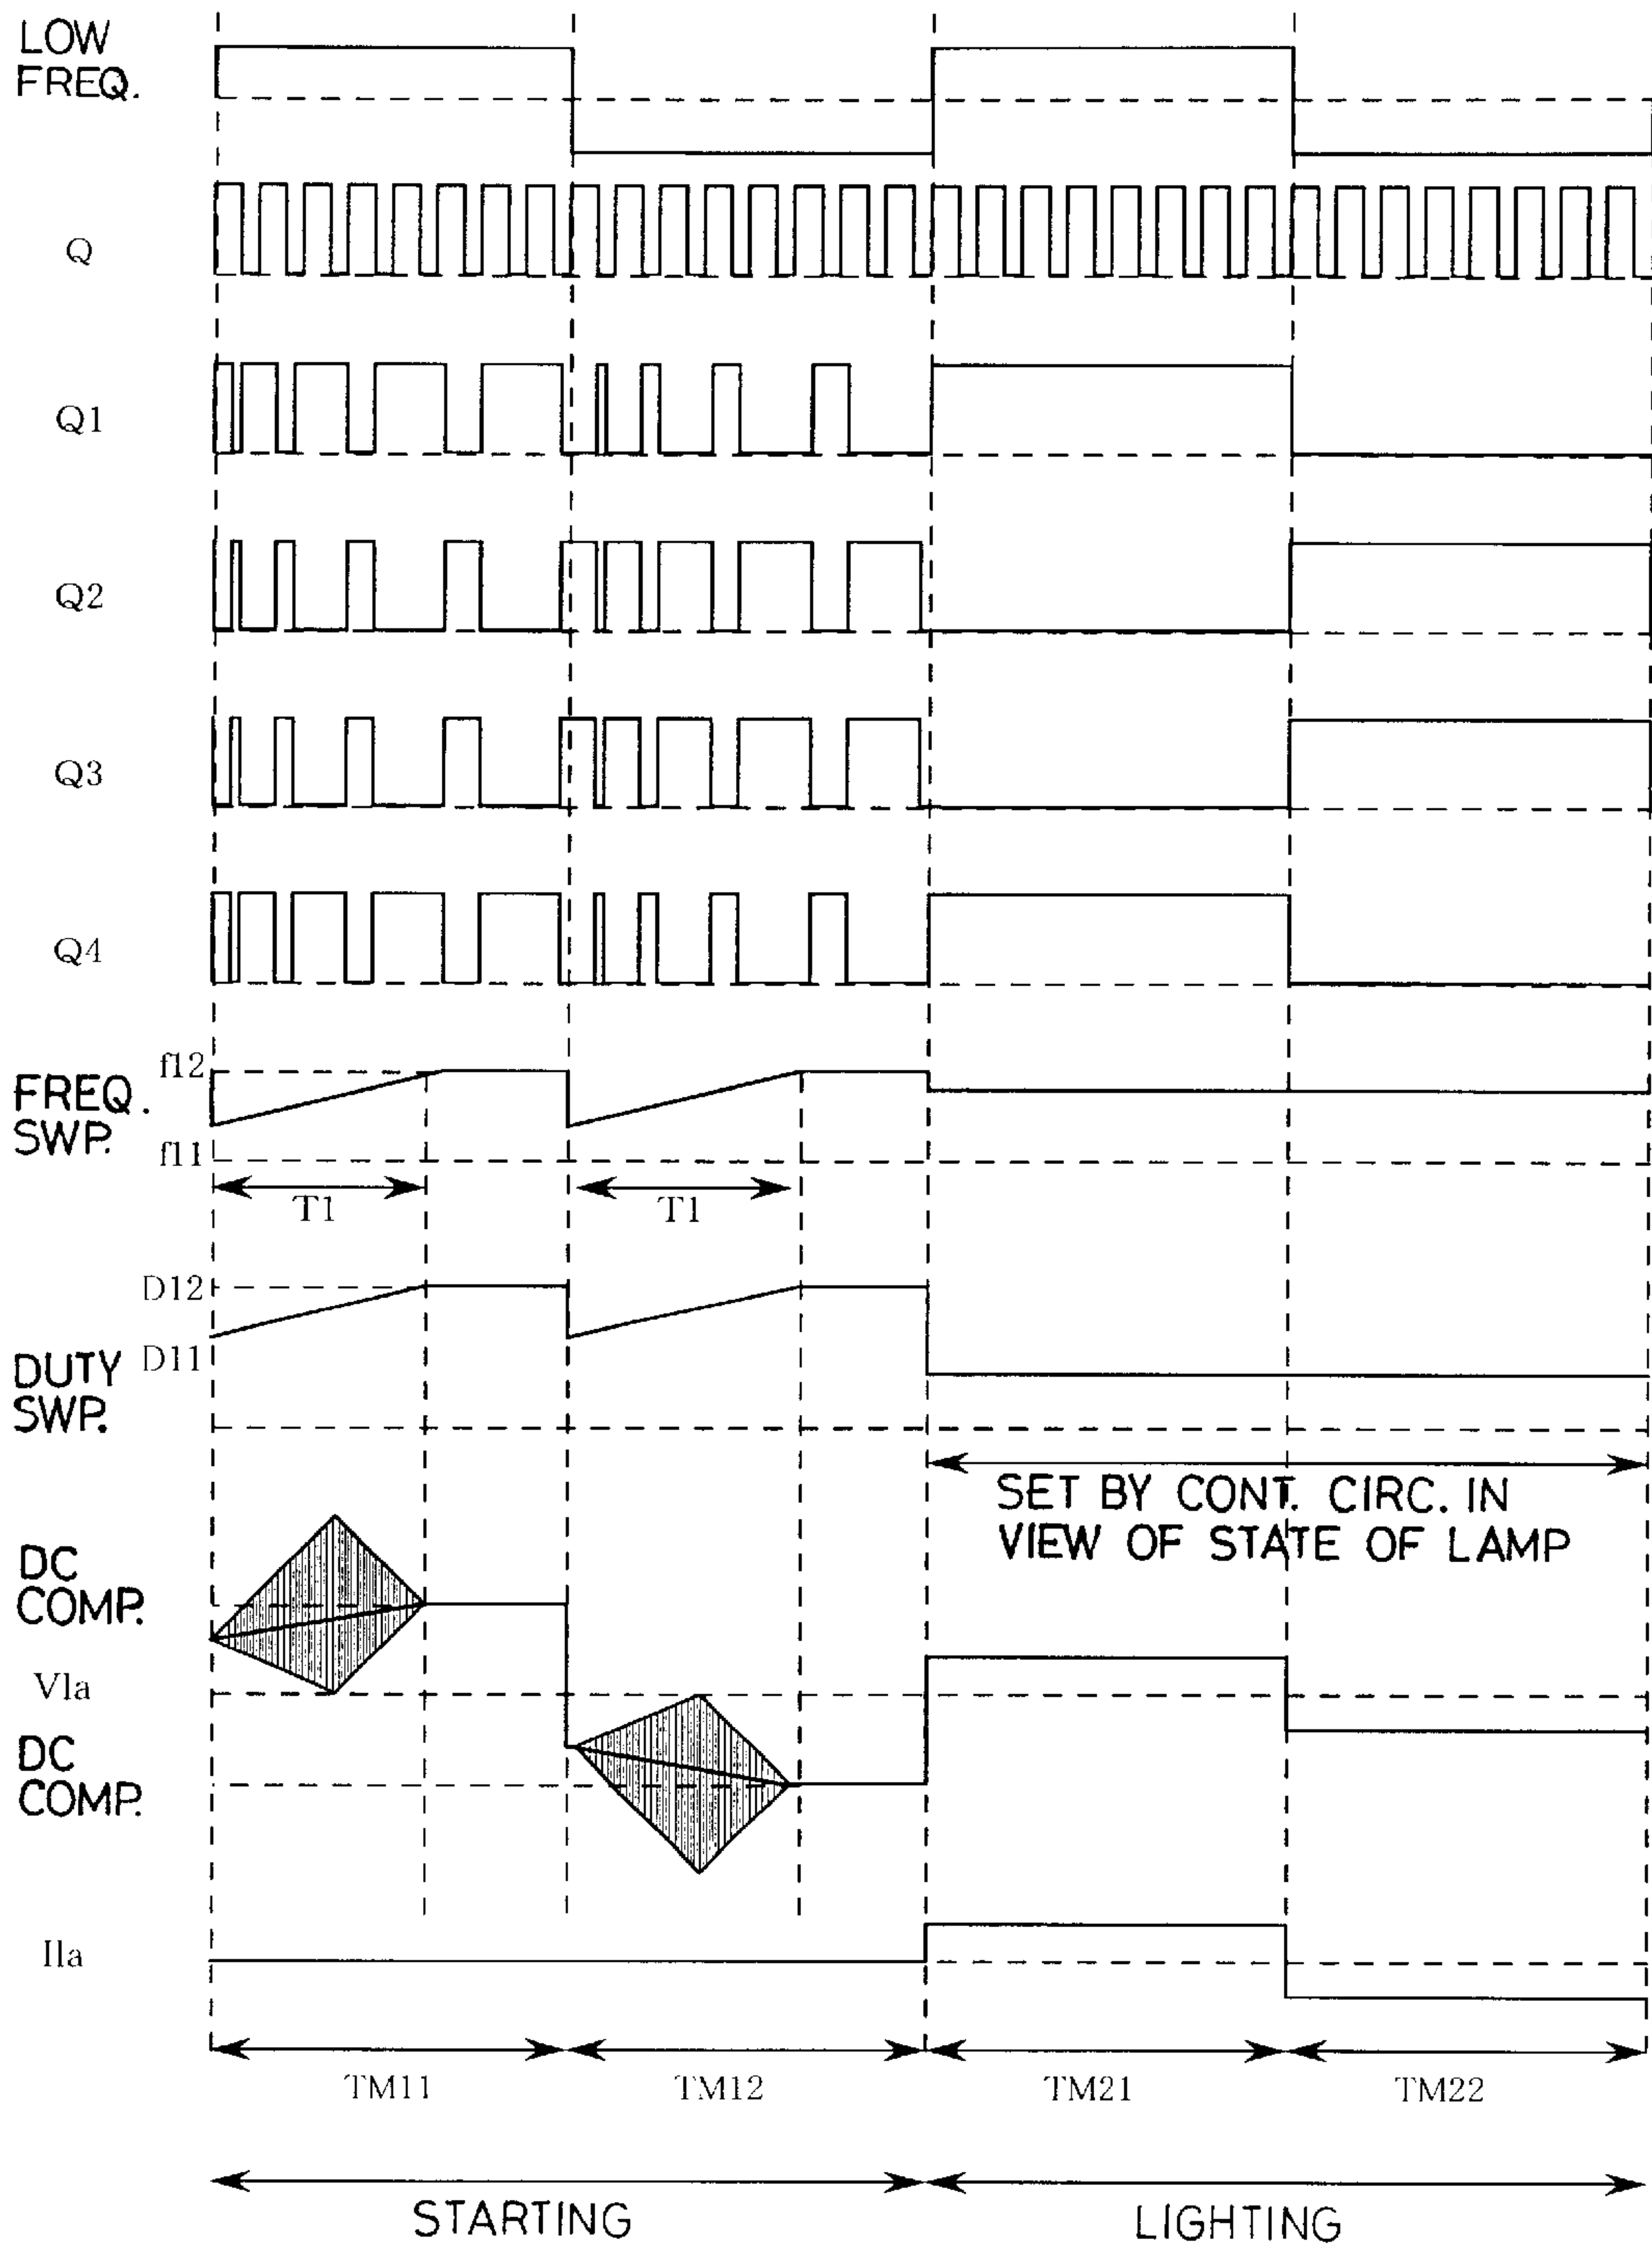 LOW
FREQ.
Q
Q1
Q2
Q3
Q4
f12
FREQ.
SWP.
f11
T1
T1
D12
D11
DUTY
SWP.
SET BY CONT. CIRC. IN
VIEW OF STATE OF LAMP
DC
COMP.
Vla
DC
COMP.
Ila
TM11
TM12
TM21
TM22
STARTING
LIGHTING